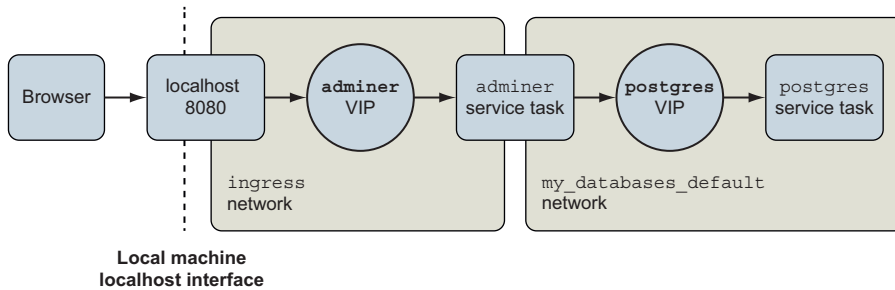 Browser
localhost
8080
adminer
VIP
adminer
service task
postgres
VIP
postgres
service task
ingress
network
my_databases_default
network
Local machine
localhost interface